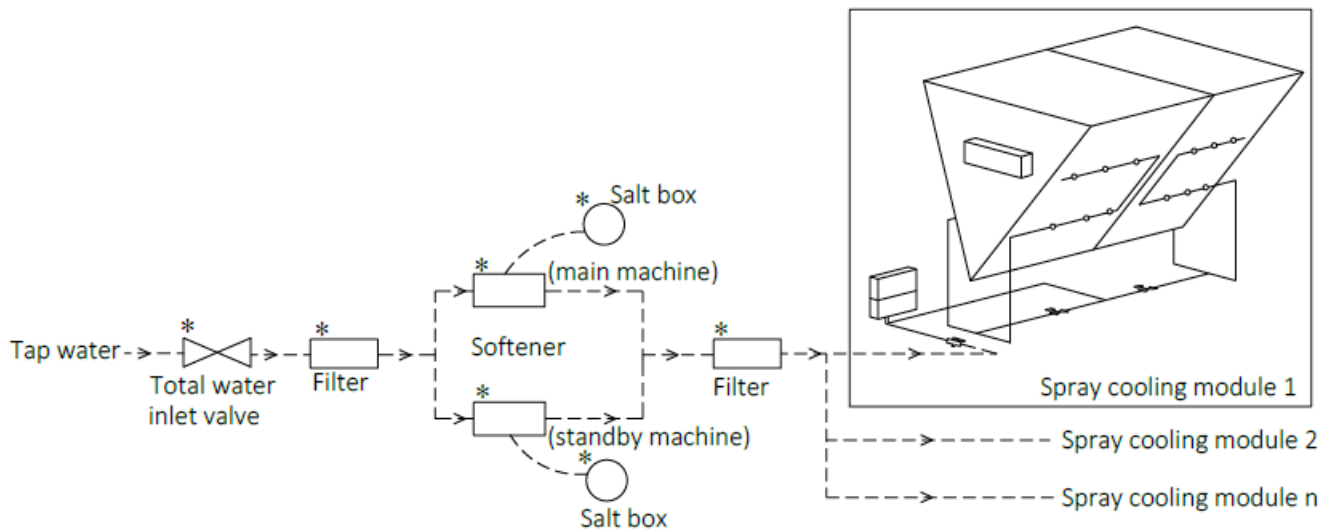 Salt box
(main machine)
Tap water
Softener
Total water
inlet valve
Filter
Filter
(standby machine)
Salt box
Spray cooling module 1
Spray cooling module 2
Spray cooling module n